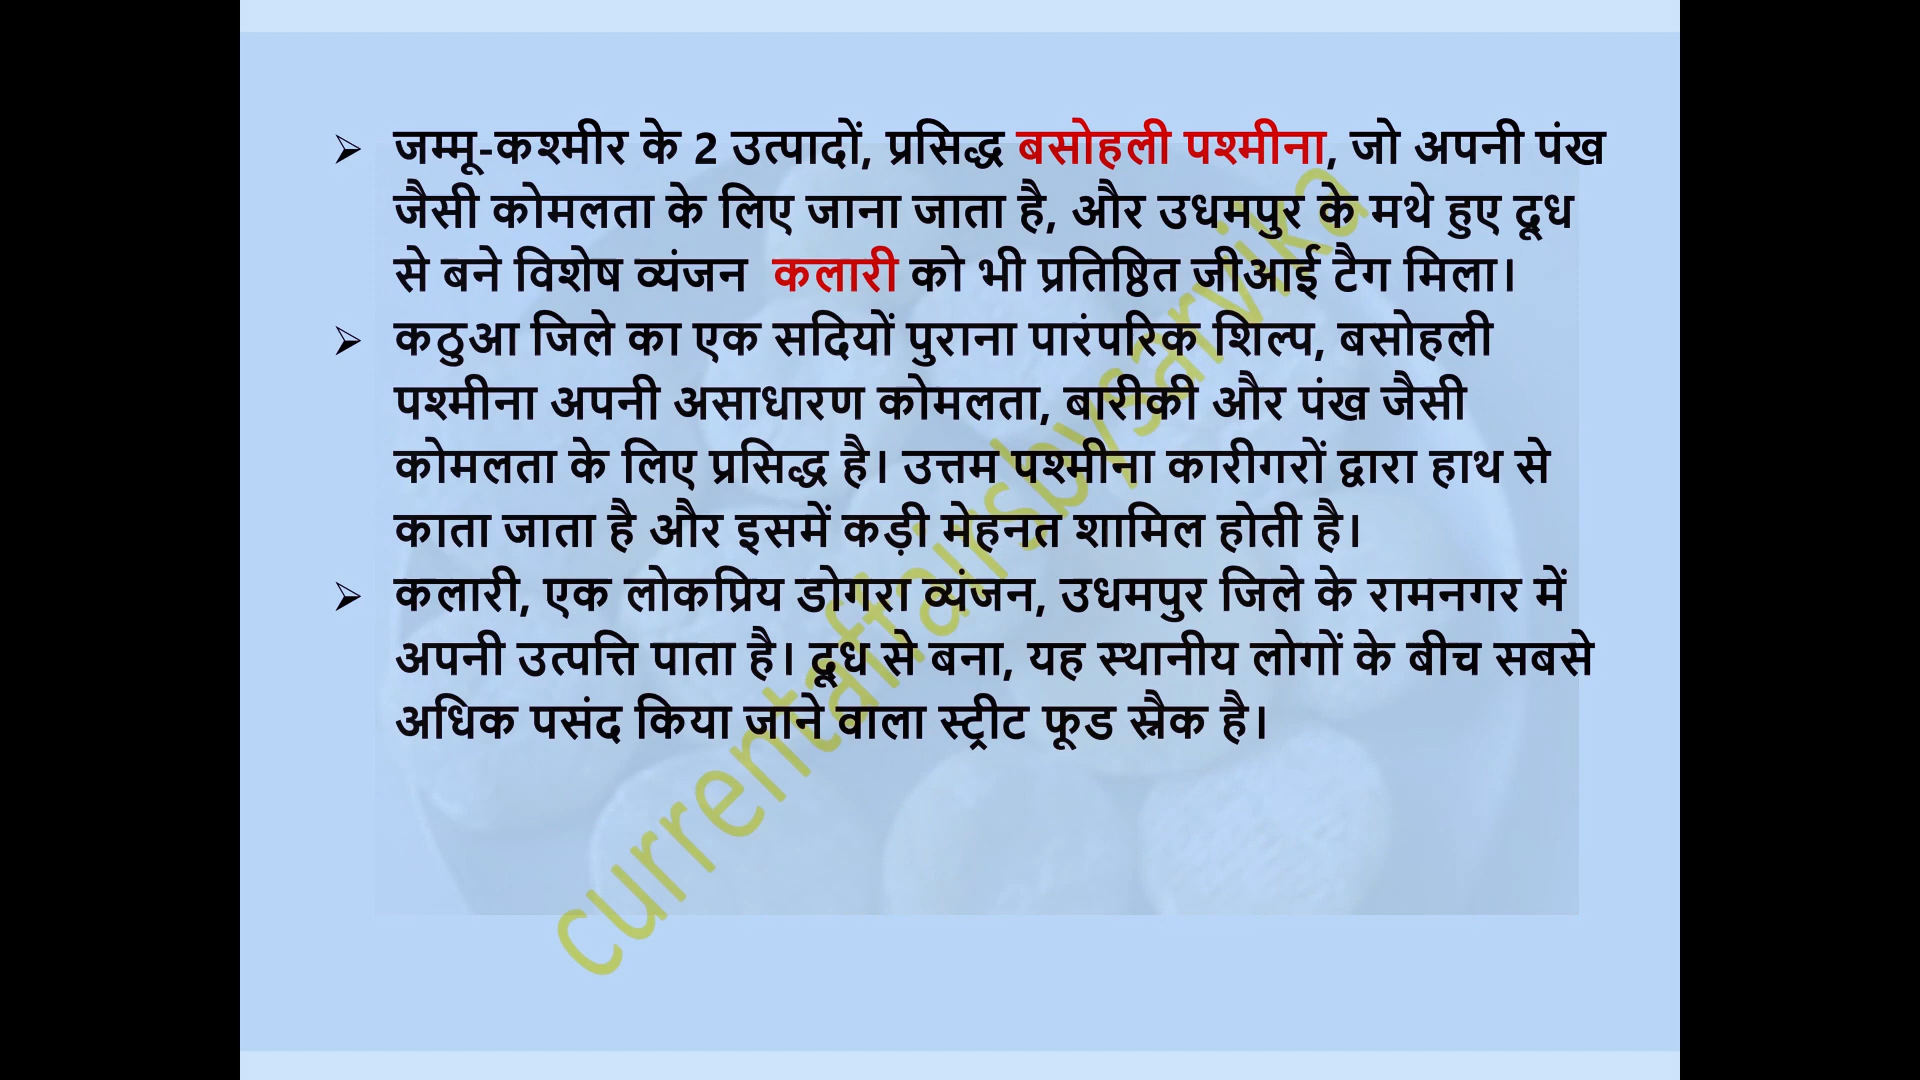 ➢ जम्मू-कश्मीर के 2 उत्पादों, प्रसिद्ध बसोहली पश्मीना, जो अपनी पंख
जैसी कोमलता के लिए जाना जाता है, और उधमपुर के मथे हुए दूध
से बने विशेष व्यंजन कलारी को भी प्रतिष्ठित जीआई टैग मिला।
➢ कठुआ जिले का एक सदियों पुराना पारंपरिक शिल्प, बसोहली
पश्मीना अपनी असाधारण कोमलता, बारीकी और पंख जैसी
कोमलता के लिए प्रसिद्ध है। उत्तम पश्मीना कारीगरों द्वारा हाथ से
काता जाता है और इसमें कड़ी मेहनत शामिल होती है।
➢ कलारी, एक लोकप्रिय डोगरा व्यंजन, उधमपुर जिले के रामनगर में
अपनी उत्पत्ति पाता है। दूध से बना, यह स्थानीय लोगों के बीच सबसे
अधिक पसंद किया जाने वाला स्ट्रीट फूड स्नैक है।
currentaffairsbysarvika